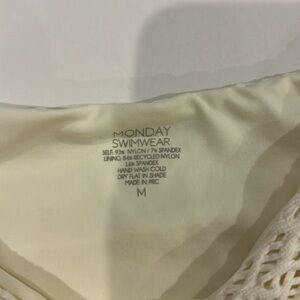 MONDAY
SWIMWEAR
SELF: 93% NYLON / 7% SPANDEX
LINING: 84% RECYCLED NYLON
16% SPANDEX
HAND WASH COLD
DRY FLAT IN SHADE
MADE IN PRC
M